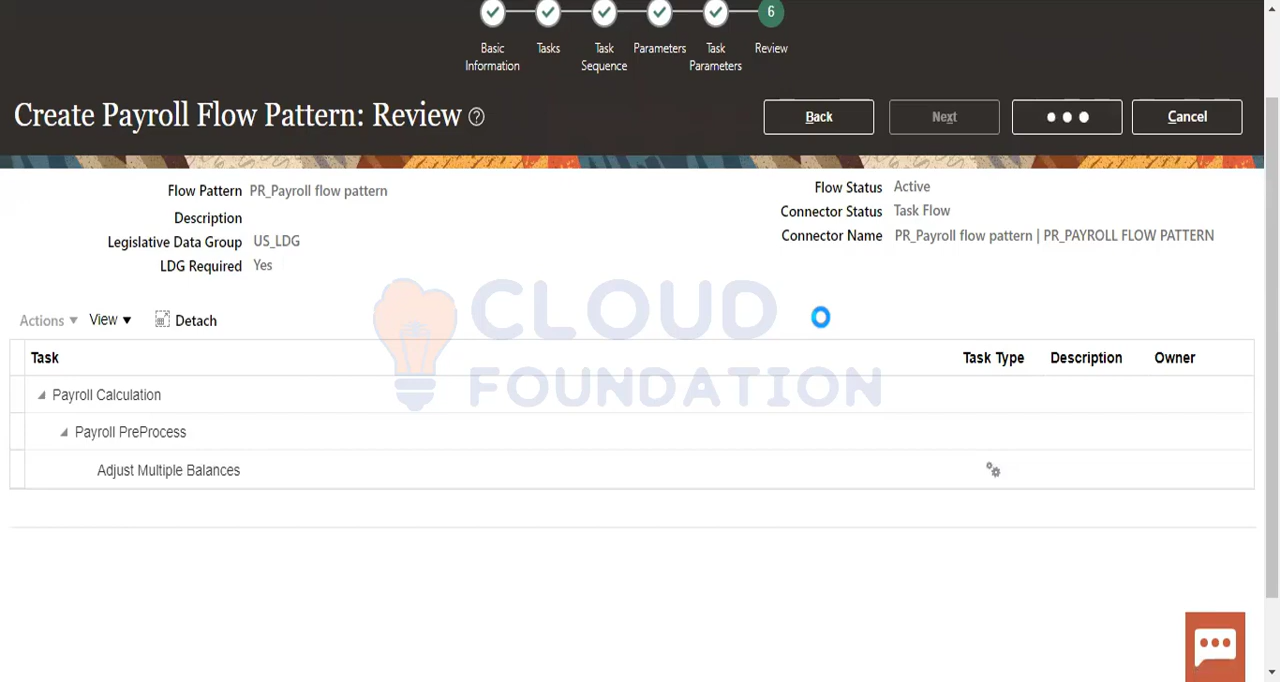 6
Basic Information
Tasks
Task Sequence
Parameters
Task Parameters
Review
Create Payroll Flow Pattern: Review ?
Back
Next
Cancel
Flow Pattern PR_Payroll flow pattern
Description
Legislative Data Group US_LDG
LDG Required Yes
Flow Status Active
Connector Status Task Flow
Connector Name PR_Payroll flow pattern | PR_PAYROLL FLOW PATTERN
CLOUD
FOUNDATION
Actions View Detach
Task Task Type Description Owner
Payroll Calculation
Payroll PreProcess
Adjust Multiple Balances